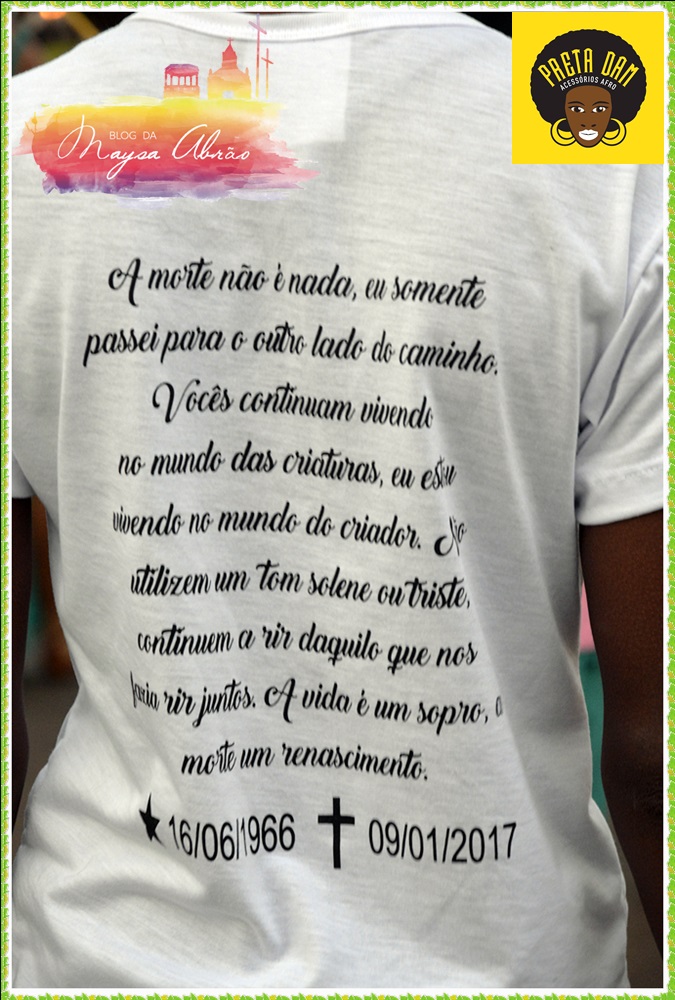 BLOG DA
Maysa Abrão
PRETA DAM
ACESSÓRIOS AFRO
A morte não è nada, eu somente
passei para o outro lado do caminho.
Vocês continuam vivendo
no mundo das criaturas, eu estou
vivendo no mundo do criador. Não
utilizem um tom solene ou triste,
continuem a rir daquilo que nos
fazia rir juntos. A vida é um sopro, a
morte um renascimento.
16/06/1966 09/01/2017